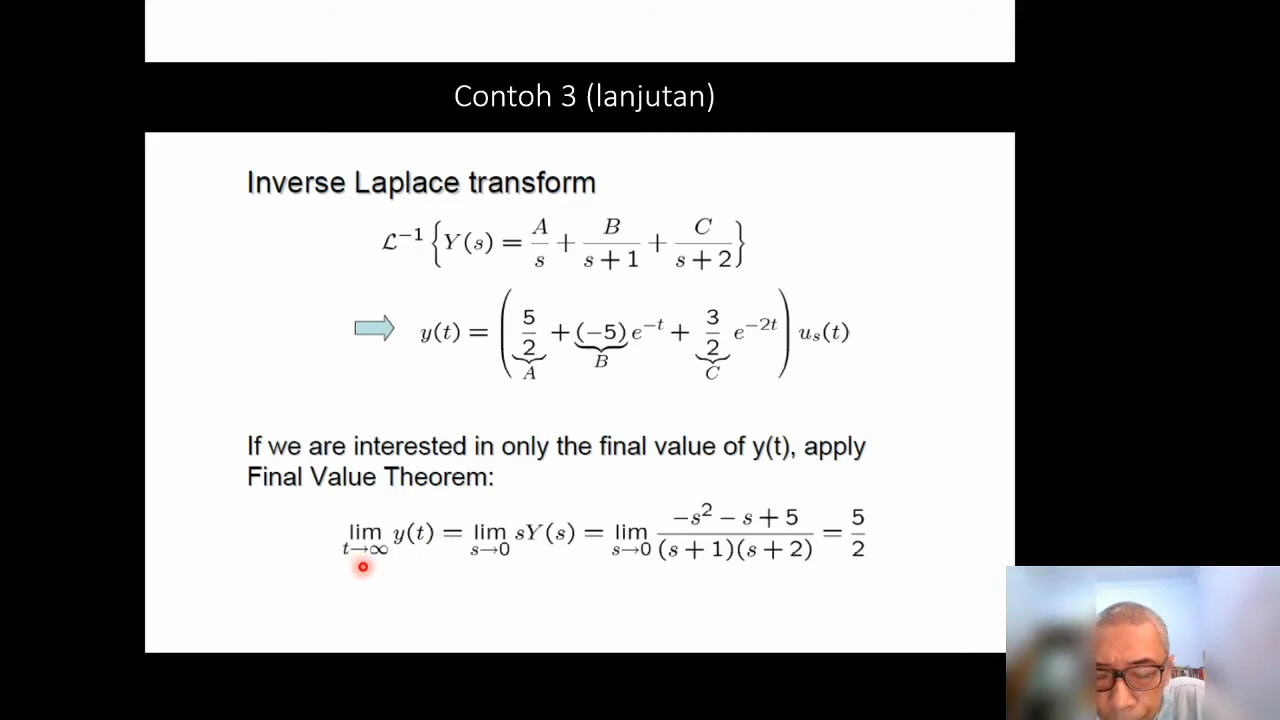 Contoh 3 (lanjutan)
Inverse Laplace transform
ℒ⁻¹ {Y(s) = A/s + B/(s + 1) + C/(s + 2)}
y(t) = (5/2 + (−5) e^{−t} + 3/2 e^{−2t}) u_s(t)
A B C
If we are interested in only the final value of y(t), apply
Final Value Theorem:
lim_{t→∞} y(t) = lim_{s→0} sY(s) = lim_{s→0} (−s² − s + 5)/((s + 1)(s + 2)) = 5/2